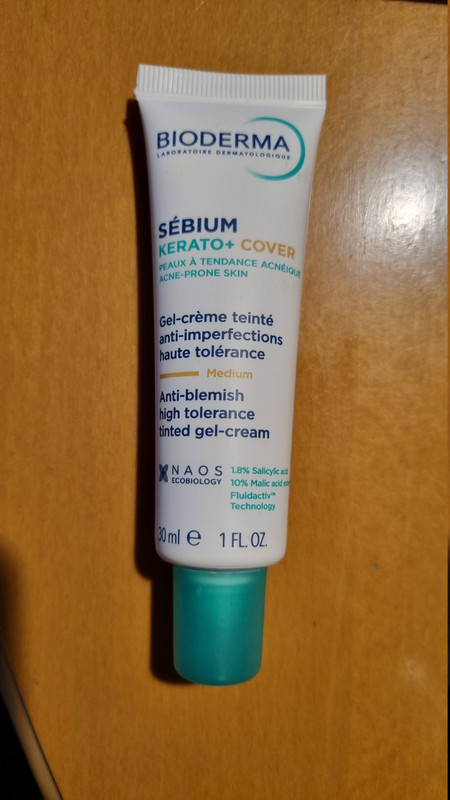 BIODERMA
LABORATOIRE DERMATOLOGIQUE
SÉBIUM
KERATO+ COVER
PEAUX À TENDANCE ACNÉIQUE
ACNE-PRONE SKIN
Gel-crème teinté
anti-imperfections
haute tolérance
Medium
Anti-blemish
high tolerance
tinted gel-cream
NAOS
ECOBIOLOGY
1.8% Salicylic acid
10% Malic acid
Fluidactiv™
Technology
30 ml e 1 FL. OZ.